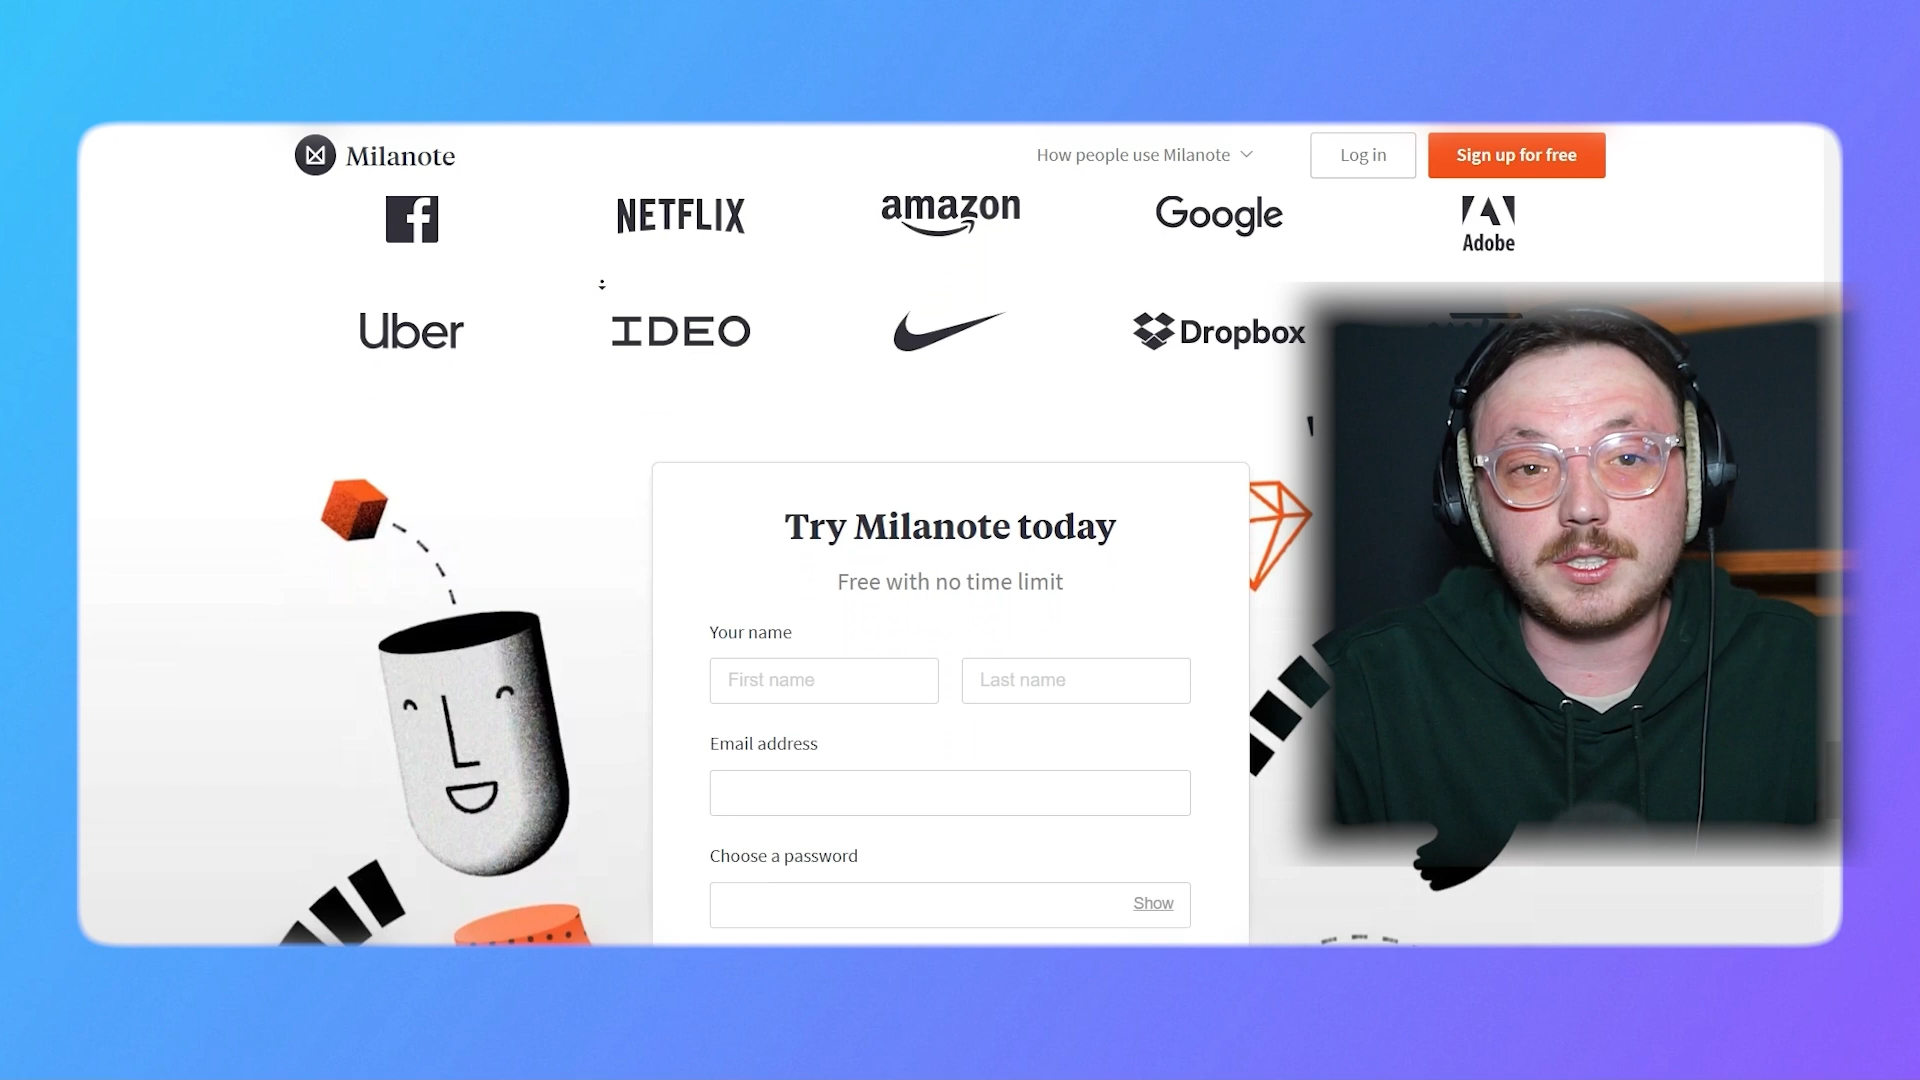 Milanote
How people use Milanote
Log in
Sign up for free
NETFLIX
amazon
Google
Adobe
Uber
IDEO
Dropbox
Try Milanote today
Free with no time limit
Your name
First name
Last name
Email address
Choose a password
Show